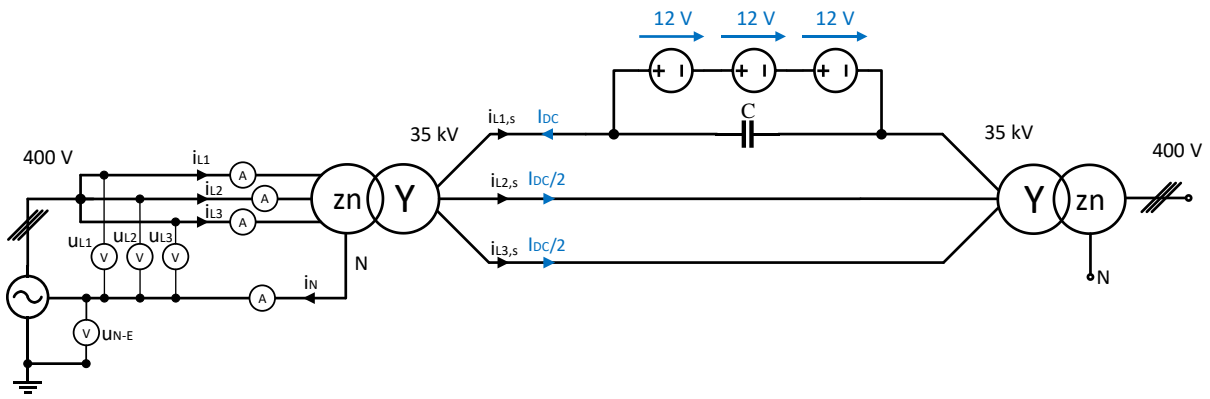 12 V 12 V 12 V
+ − + − + −
C
iL1,s IDC
35 kV
35 kV
400 V
400 V
iL1 A
iL2 A
iL3 A
zn Y
iL2,s IDC/2
Y zn
uL1 uL2 uL3
V V V
N
iL3,s IDC/2
N
iN
A
V uN-E